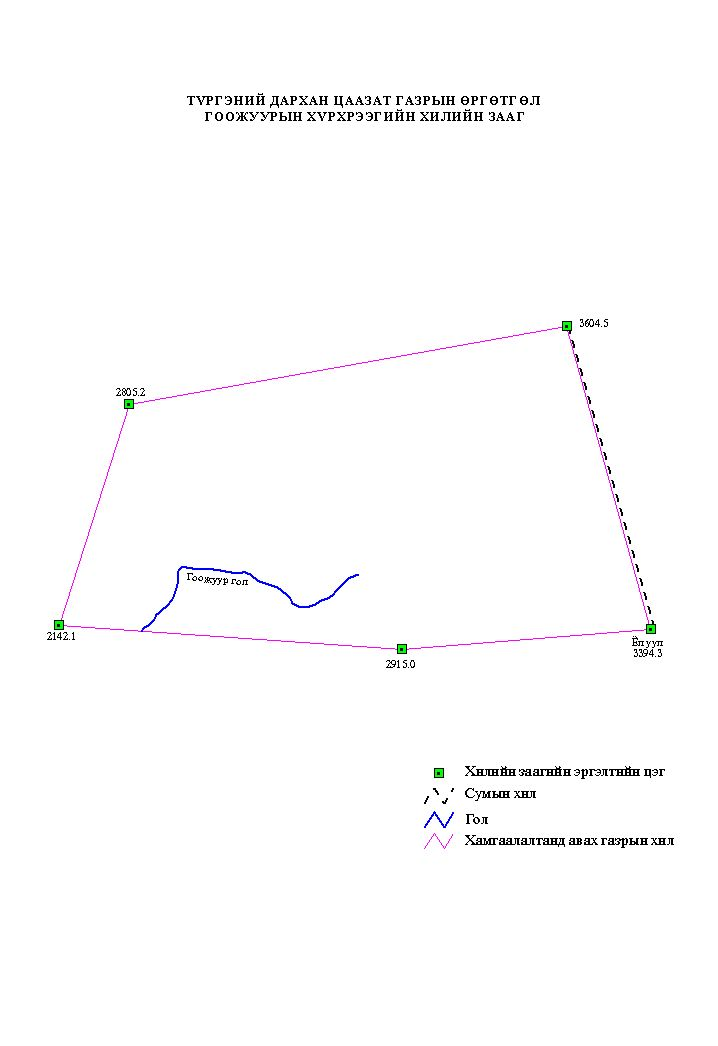 ТҮРГЭНИЙ ДАРХАН ЦААЗАТ ГАЗРЫН ӨРГӨТГӨЛ
ГООЖУУРЫН ХҮРХРЭЭГИЙН ХИЛИЙН ЗААГ
3604.5
2805.2
Гоожуур гол
2142.1
2915.0
Ёл уул
3394.3
Хилийн заагийн эргэлтийн цэг
Сумын хил
Гол
Хамгаалалтанд авах газрын хил